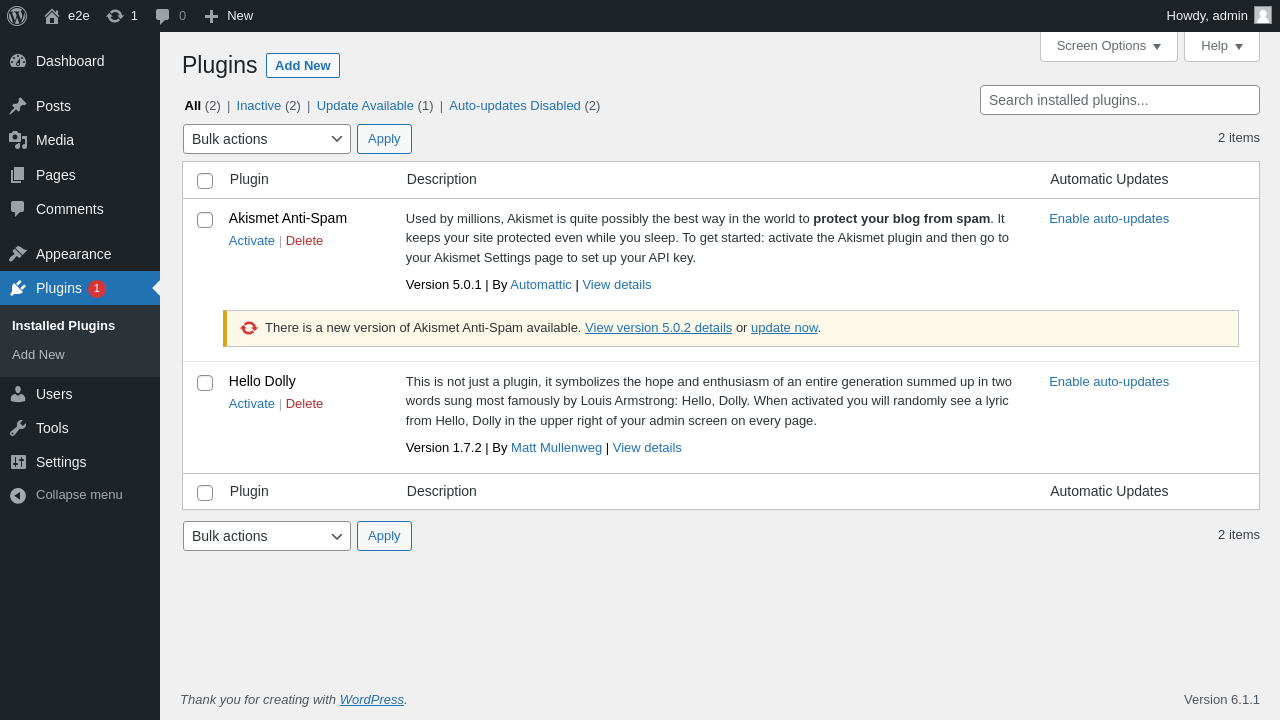 e2e 1 0 New Howdy, admin
Screen Options Help
Dashboard
Posts
Media
Pages
Comments
Appearance
Plugins 1
Installed Plugins
Add New
Users
Tools
Settings
Collapse menu
Plugins Add New
All (2) | Inactive (2) | Update Available (1) | Auto-updates Disabled (2)
Search installed plugins...
Bulk actions Apply 2 items
Plugin Description Automatic Updates
Akismet Anti-Spam
Activate | Delete
Used by millions, Akismet is quite possibly the best way in the world to protect your blog from spam. It
keeps your site protected even while you sleep. To get started: activate the Akismet plugin and then go to
your Akismet Settings page to set up your API key.
Version 5.0.1 | By Automattic | View details
Enable auto-updates
There is a new version of Akismet Anti-Spam available. View version 5.0.2 details or update now.
Hello Dolly
Activate | Delete
This is not just a plugin, it symbolizes the hope and enthusiasm of an entire generation summed up in two
words sung most famously by Louis Armstrong: Hello, Dolly. When activated you will randomly see a lyric
from Hello, Dolly in the upper right of your admin screen on every page.
Version 1.7.2 | By Matt Mullenweg | View details
Enable auto-updates
Plugin Description Automatic Updates
Bulk actions Apply 2 items
Thank you for creating with WordPress. Version 6.1.1